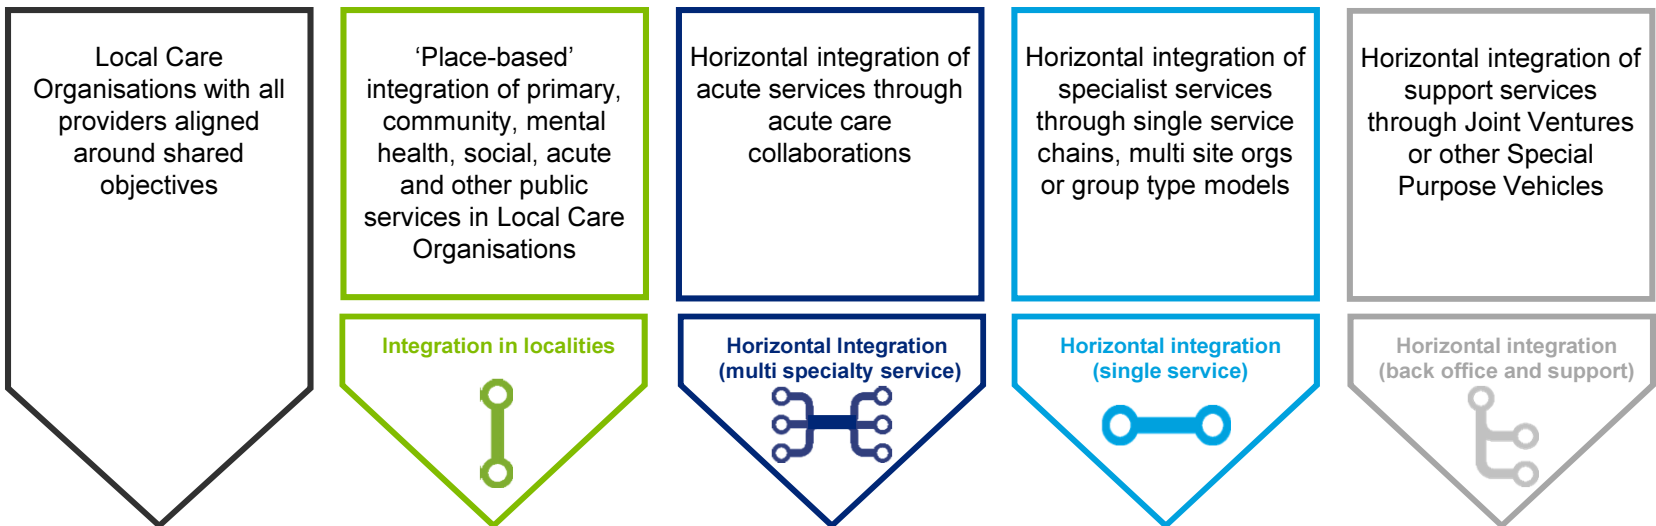 Local Care
Organisations with all
providers aligned
around shared
objectives
‘Place-based’
integration of primary,
community, mental
health, social, acute
and other public
services in Local Care
Organisations
Horizontal integration of
acute services through
acute care
collaborations
Horizontal integration of
specialist services
through single service
chains, multi site orgs
or group type models
Horizontal integration of
support services
through Joint Ventures
or other Special
Purpose Vehicles
Integration in localities
Horizontal Integration
(multi specialty service)
Horizontal integration
(single service)
Horizontal integration
(back office and support)